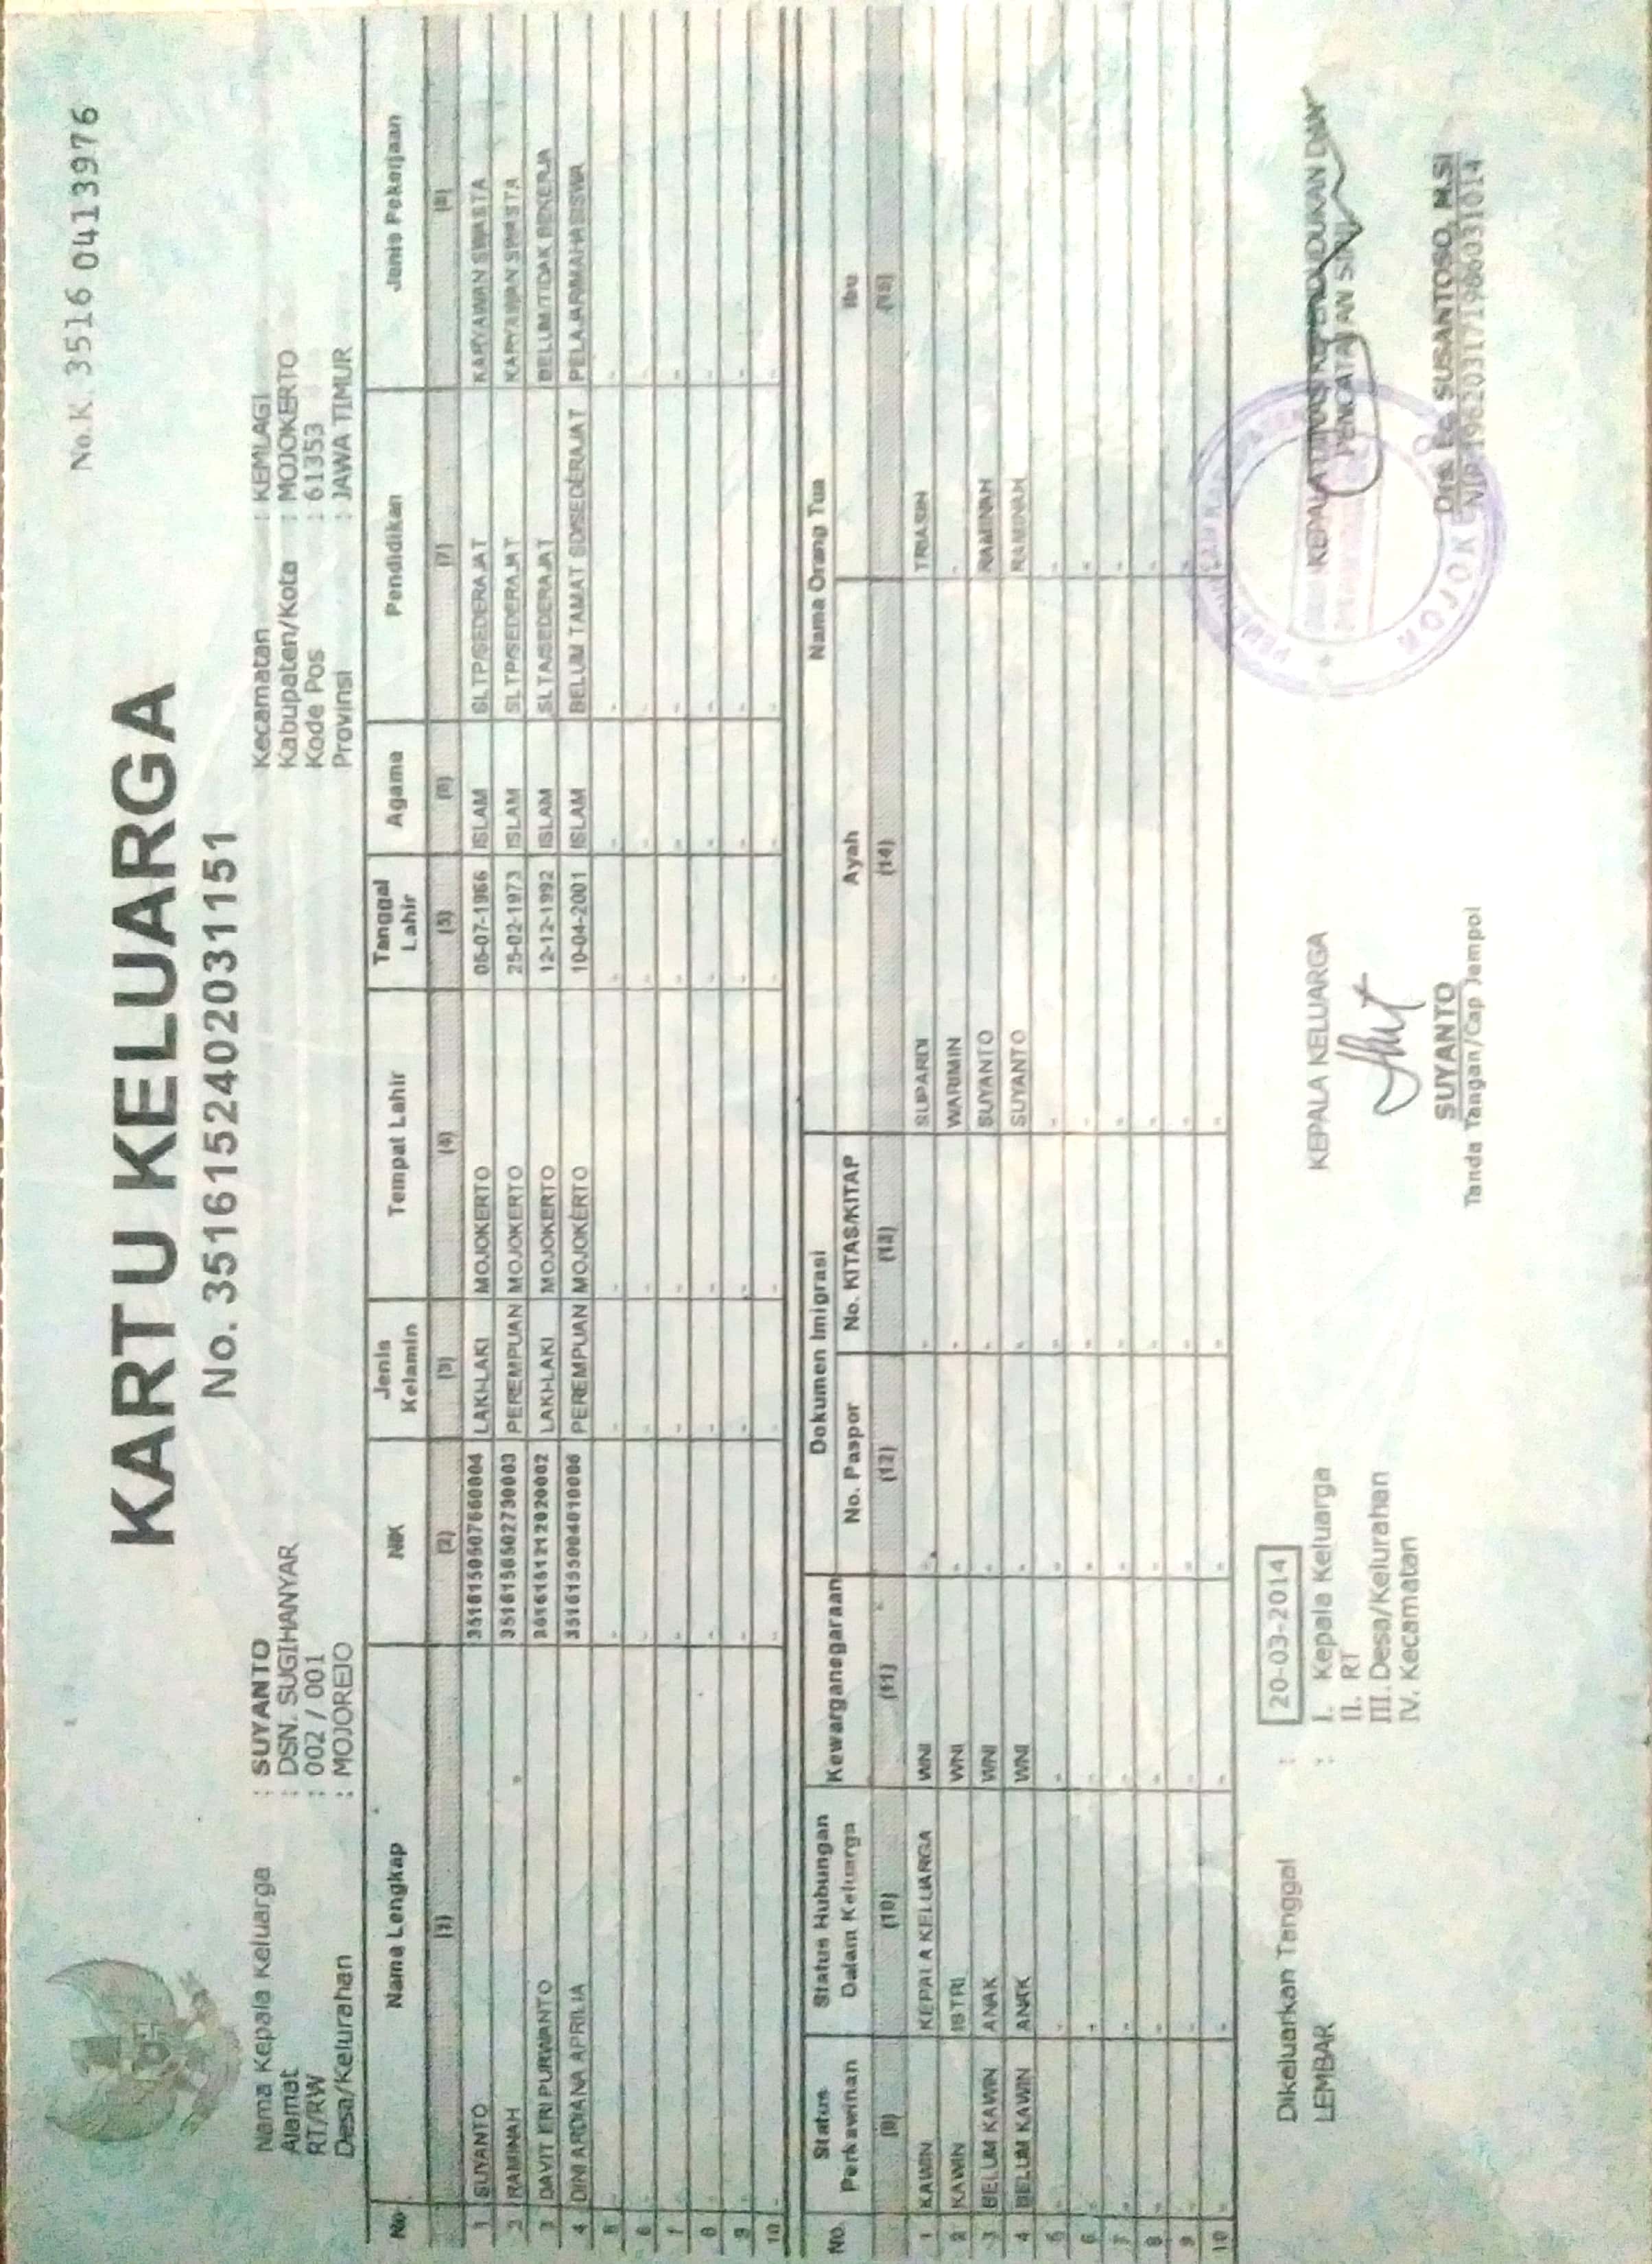 No.K. 3516 0413976
KARTU KELUARGA
No. 3516152402031151
Nama Kepala Keluarga : SUYANTO
Alamat : DSN. SUGIHANYAR
RT/RW : 002 / 001
Desa/Kelurahan : MOJOREJO
Kecamatan : KEMLAGI
Kabupaten/Kota : MOJOKERTO
Kode Pos : 61353
Provinsi : JAWA TIMUR
No Nama Lengkap NIK Jenis Kelamin Tempat Lahir Tanggal Lahir Agama Pendidikan Jenis Pekerjaan
(1) (2) (3) (4) (5) (6) (7) (8)
1 SUYANTO 3516150507660004 LAKI-LAKI MOJOKERTO 05-07-1966 ISLAM SLTP/SEDERAJAT KARYAWAN SWASTA
2 RAMINAH 3516156502730003 PEREMPUAN MOJOKERTO 25-02-1973 ISLAM SLTP/SEDERAJAT KARYAWAN SWASTA
3 DAVIT ERI PURWANTO 3516151212920002 LAKI-LAKI MOJOKERTO 12-12-1992 ISLAM SLTA/SEDERAJAT BELUM/TIDAK BEKERJA
4 DINI ARDIANA APRILIA 3516155004010006 PEREMPUAN MOJOKERTO 10-04-2001 ISLAM BELUM TAMAT SD/SEDERAJAT PELAJAR/MAHASISWA
5 - - - - - - -
6 - - - - - - -
7 - - - - - - -
8 - - - - - - -
9 - - - - - - -
10 - - - - - - -
No. Status Perkawinan Status Hubungan Dalam Keluarga Kewarganegaraan Dokumen Imigrasi Nama Orang Tua
No. Paspor No. KITAS/KITAP Ayah Ibu
(9) (10) (11) (12) (13) (14) (15)
1 KAWIN KEPALA KELUARGA WNI - - SUPARDI TRIASIH
2 KAWIN ISTRI WNI - - WARIMIN -
3 BELUM KAWIN ANAK WNI - - SUYANTO RAMINAH
4 BELUM KAWIN ANAK WNI - - SUYANTO RAMINAH
5 - - - - - - -
6 - - - - - - -
7 - - - - - - -
8 - - - - - - -
9 - - - - - - -
10 - - - - - - -
Dikeluarkan Tanggal : 20-03-2014
LEMBAR : I. Kepala Keluarga
II. RT
III. Desa/Kelurahan
IV. Kecamatan
KEPALA KELUARGA
SUYANTO
Tanda Tangan/Cap Jempol
KEPALA DINAS KEPENDUDUKAN DAN
PENCATATAN SIPIL
Drs. Ec. SUSANTOSO, M.SI
NIP. 196203171986031014